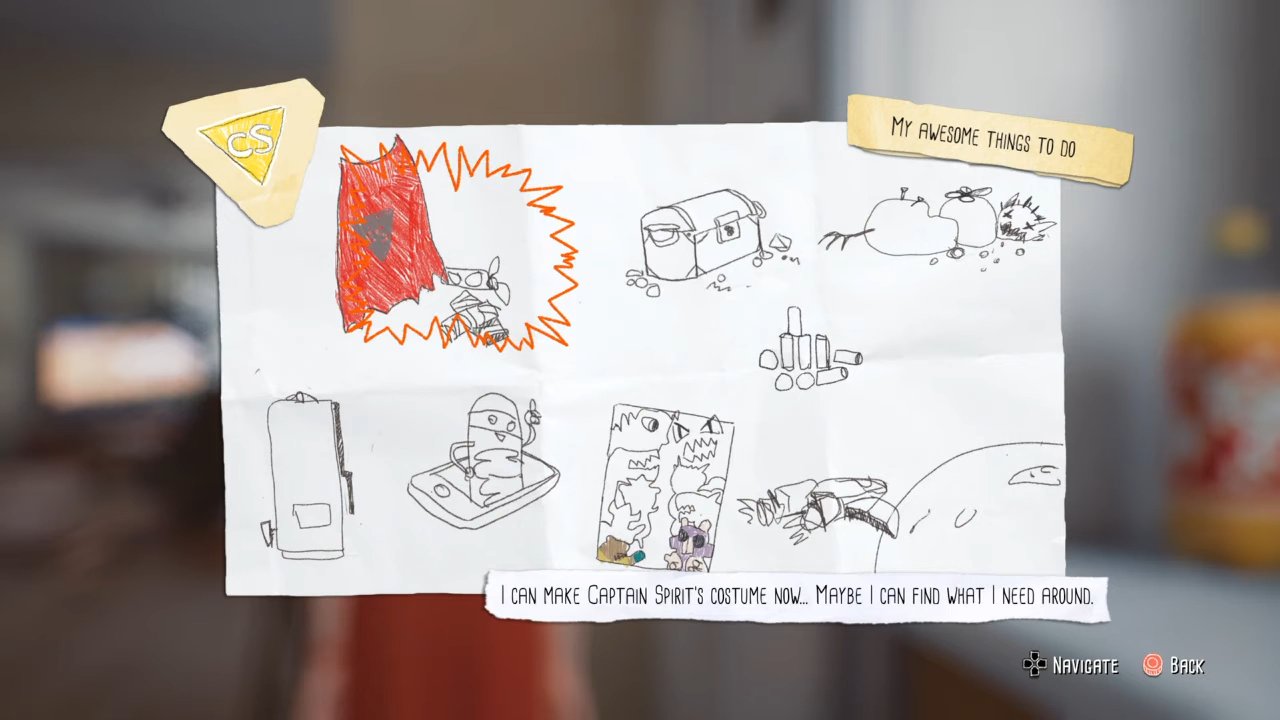 CS
My awesome things to do
I can make Captain Spirit's costume now... Maybe I can find what I need around.
Navigate
Back